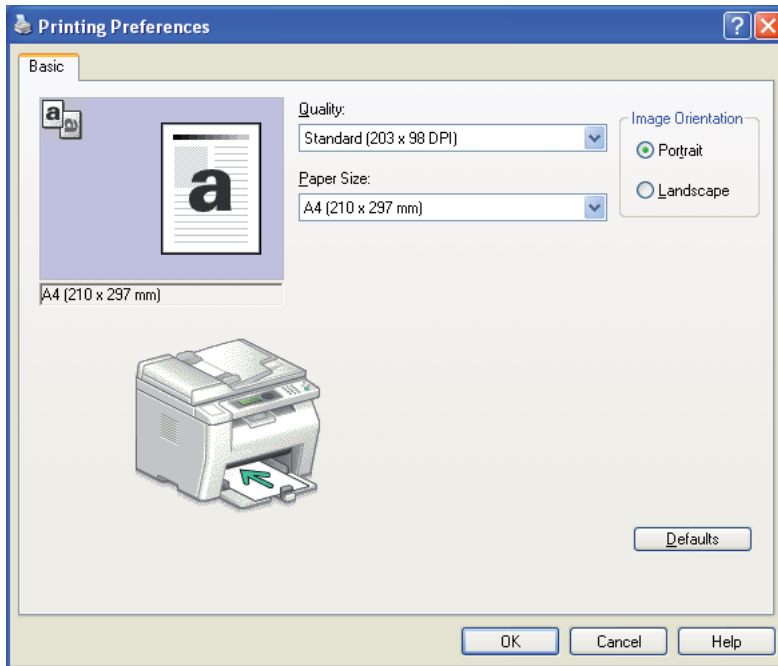 Printing Preferences
Basic
a
a
a
A4 (210 x 297 mm)
Quality:
Standard (203 x 98 DPI)
Paper Size:
A4 (210 x 297 mm)
Image Orientation
Portrait
Landscape
Defaults
OK
Cancel
Help